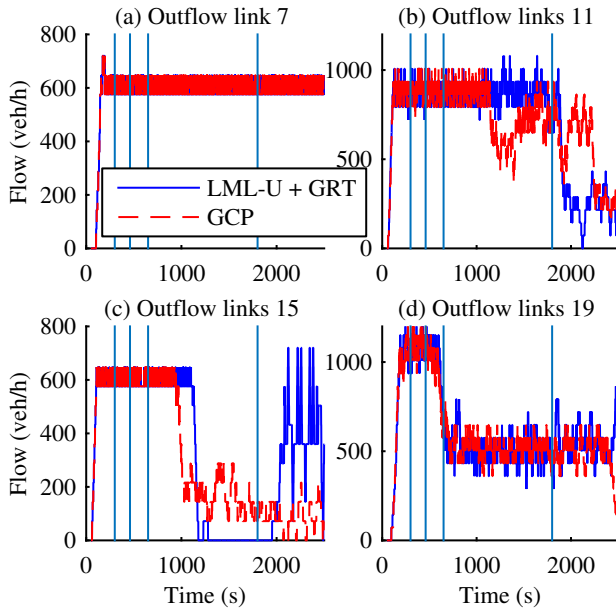 (a) Outflow link 7
(b) Outflow links 11
Flow (veh/h)
800
600
400
200
0
0
1000
2000
1000
500
0
0
1000
2000
LML-U + GRT
GCP
(c) Outflow links 15
(d) Outflow links 19
Flow (veh/h)
800
600
400
200
0
0
1000
2000
Time (s)
1000
500
0
0
1000
2000
Time (s)